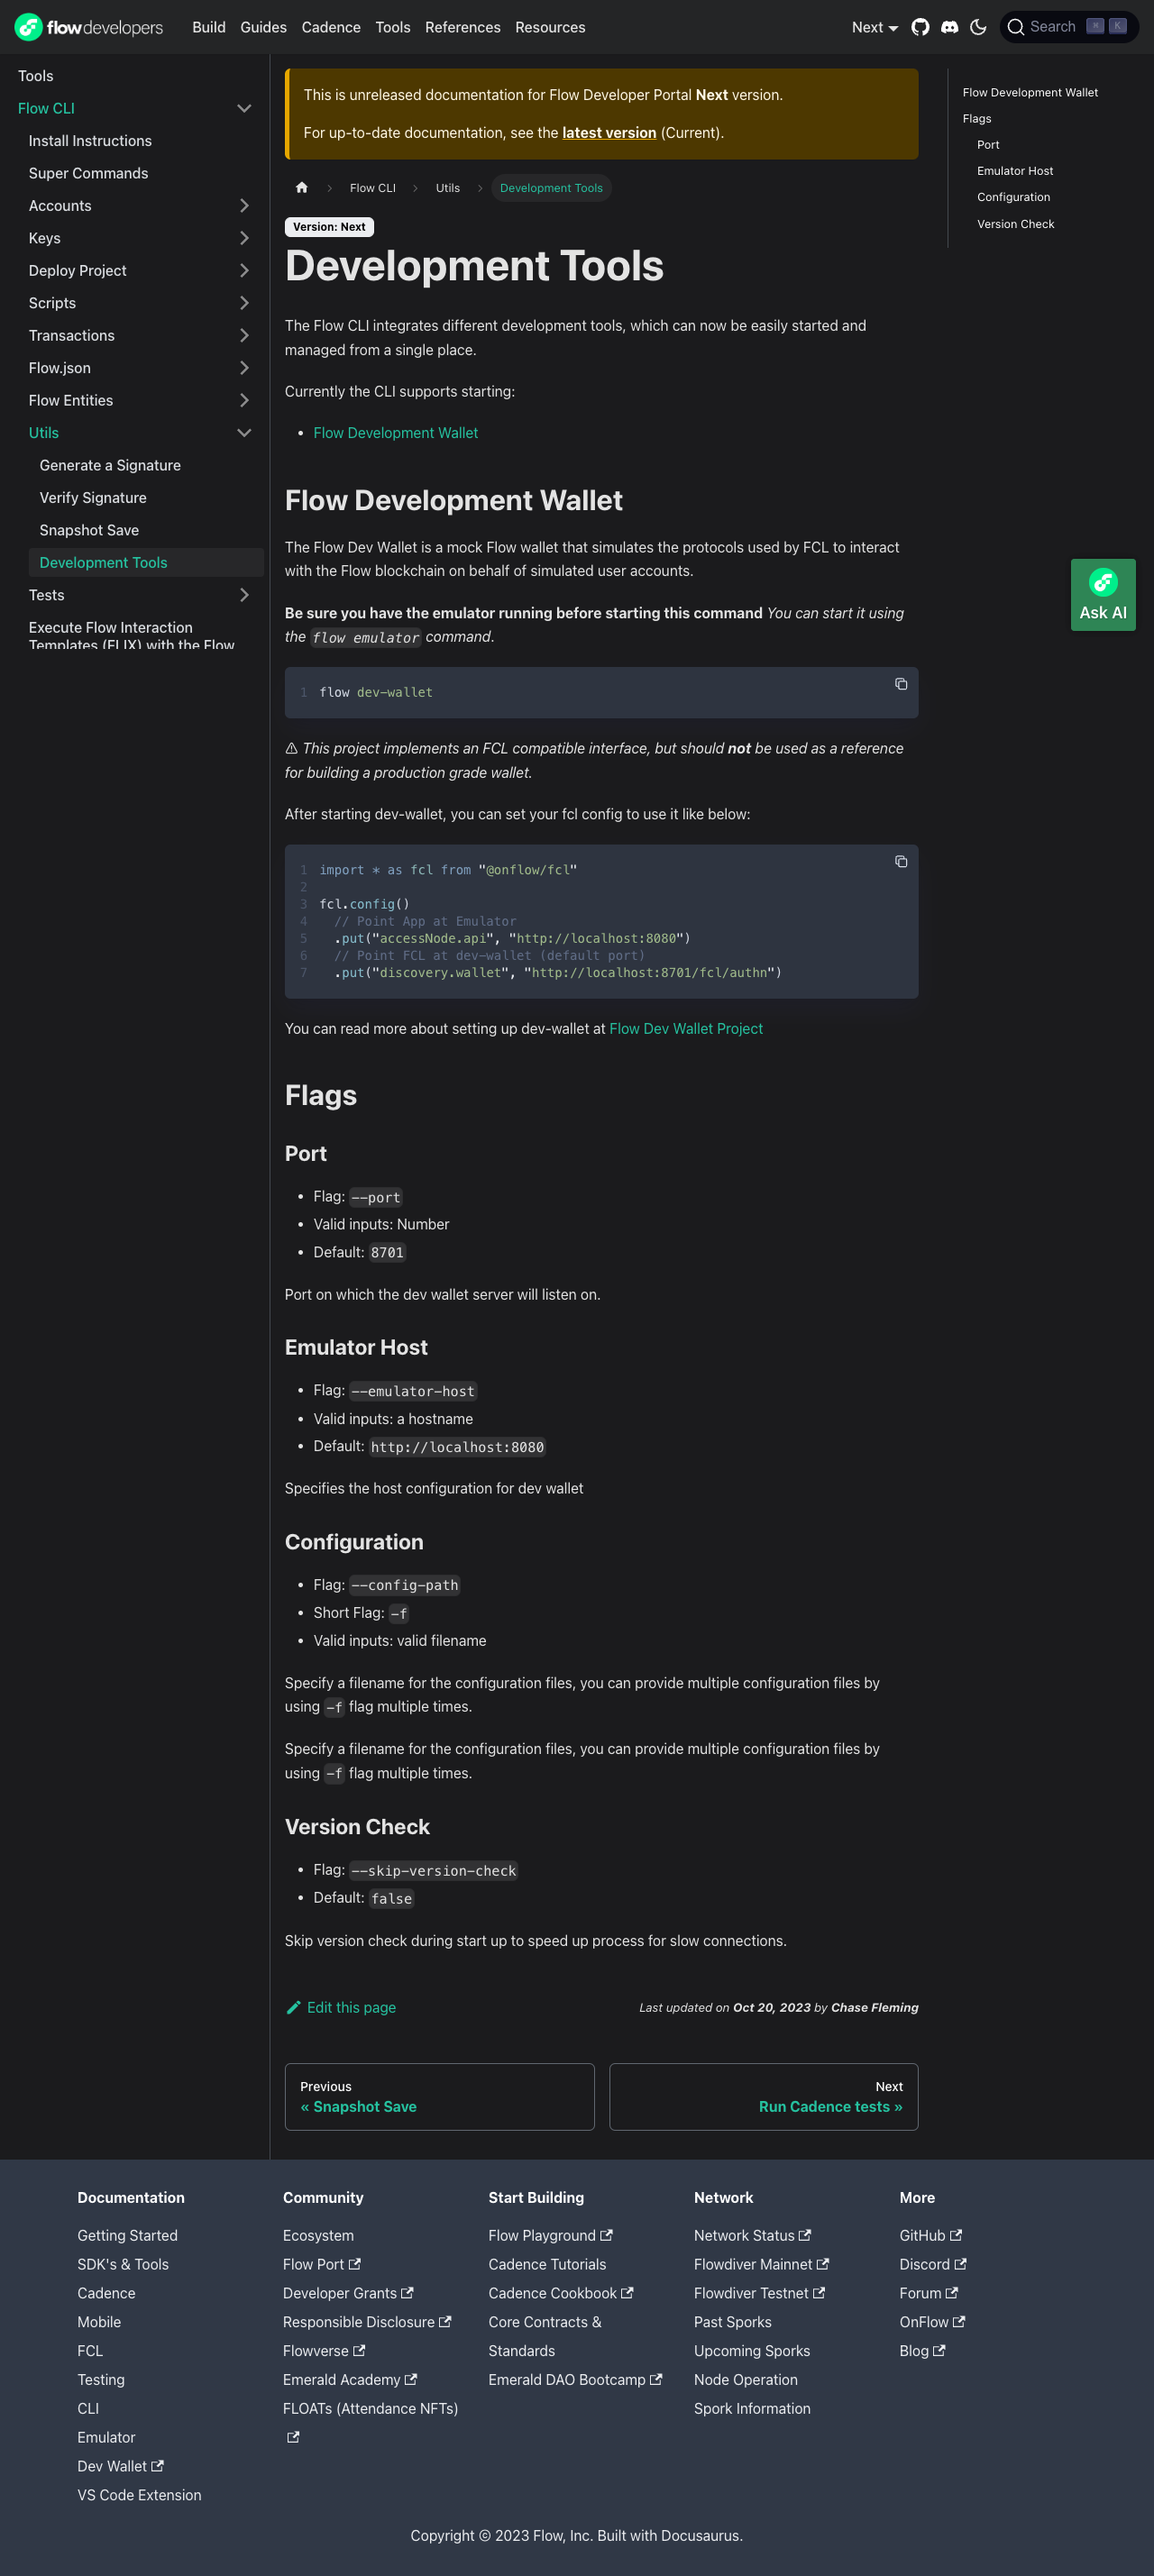 flowdevelopers Build Guides Cadence Tools References Resources Next Search ⌘ K
Tools
Flow CLI
Install Instructions
Super Commands
Accounts
Keys
Deploy Project
Scripts
Transactions
Flow.json
Flow Entities
Utils
Generate a Signature
Verify Signature
Snapshot Save
Development Tools
Tests
Execute Flow Interaction
Templates (FLIX) with the Flow
This is unreleased documentation for Flow Developer Portal Next version.
For up-to-date documentation, see the latest version (Current).
Flow CLI Utils Development Tools
Version: Next
Development Tools
The Flow CLI integrates different development tools, which can now be easily started and
managed from a single place.
Currently the CLI supports starting:
Flow Development Wallet
Flow Development Wallet
The Flow Dev Wallet is a mock Flow wallet that simulates the protocols used by FCL to interact
with the Flow blockchain on behalf of simulated user accounts.
Be sure you have the emulator running before starting this command You can start it using
the flow emulator command.
1 flow dev-wallet
⚠ This project implements an FCL compatible interface, but should not be used as a reference
for building a production grade wallet.
After starting dev-wallet, you can set your fcl config to use it like below:
1 import * as fcl from "@onflow/fcl"
2
3 fcl.config()
4 // Point App at Emulator
5 .put("accessNode.api", "http://localhost:8080")
6 // Point FCL at dev-wallet (default port)
7 .put("discovery.wallet", "http://localhost:8701/fcl/authn")
You can read more about setting up dev-wallet at Flow Dev Wallet Project
Flags
Port
Flag: --port
Valid inputs: Number
Default: 8701
Port on which the dev wallet server will listen on.
Emulator Host
Flag: --emulator-host
Valid inputs: a hostname
Default: http://localhost:8080
Specifies the host configuration for dev wallet
Configuration
Flag: --config-path
Short Flag: -f
Valid inputs: valid filename
Specify a filename for the configuration files, you can provide multiple configuration files by
using -f flag multiple times.
Specify a filename for the configuration files, you can provide multiple configuration files by
using -f flag multiple times.
Version Check
Flag: --skip-version-check
Default: false
Skip version check during start up to speed up process for slow connections.
Edit this page
Last updated on Oct 20, 2023 by Chase Fleming
Previous
« Snapshot Save
Next
Run Cadence tests »
Flow Development Wallet
Flags
Port
Emulator Host
Configuration
Version Check
Ask AI
Documentation
Getting Started
SDK's & Tools
Cadence
Mobile
FCL
Testing
CLI
Emulator
Dev Wallet
VS Code Extension
Community
Ecosystem
Flow Port
Developer Grants
Responsible Disclosure
Flowverse
Emerald Academy
FLOATs (Attendance NFTs)
Start Building
Flow Playground
Cadence Tutorials
Cadence Cookbook
Core Contracts &
Standards
Emerald DAO Bootcamp
Network
Network Status
Flowdiver Mainnet
Flowdiver Testnet
Past Sporks
Upcoming Sporks
Node Operation
Spork Information
More
GitHub
Discord
Forum
OnFlow
Blog
Copyright © 2023 Flow, Inc. Built with Docusaurus.